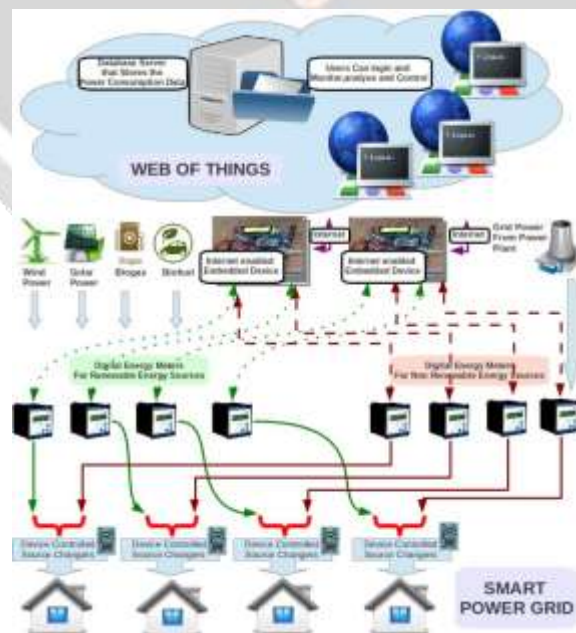 Database Server
that Stores the
Power Consumption Data
Users Can login and
Monitor,analyse and Control
WEB OF THINGS
Internet
Internet
Grid Power
From Power
Plant
Wind
Power
Solar
Power
Biogas
Biofuel
Internet enabled
Embedded Device
Internet enabled
Embedded Device
Digital Energy Meters
For Renewable Energy Sources
Digital Energy Meters
For Non Renewable Energy Sources
Device Controlled
Source Changers
Device Controlled
Source Changers
Device Controlled
Source Changers
Device Controlled
Source Changers
SMART
POWER GRID